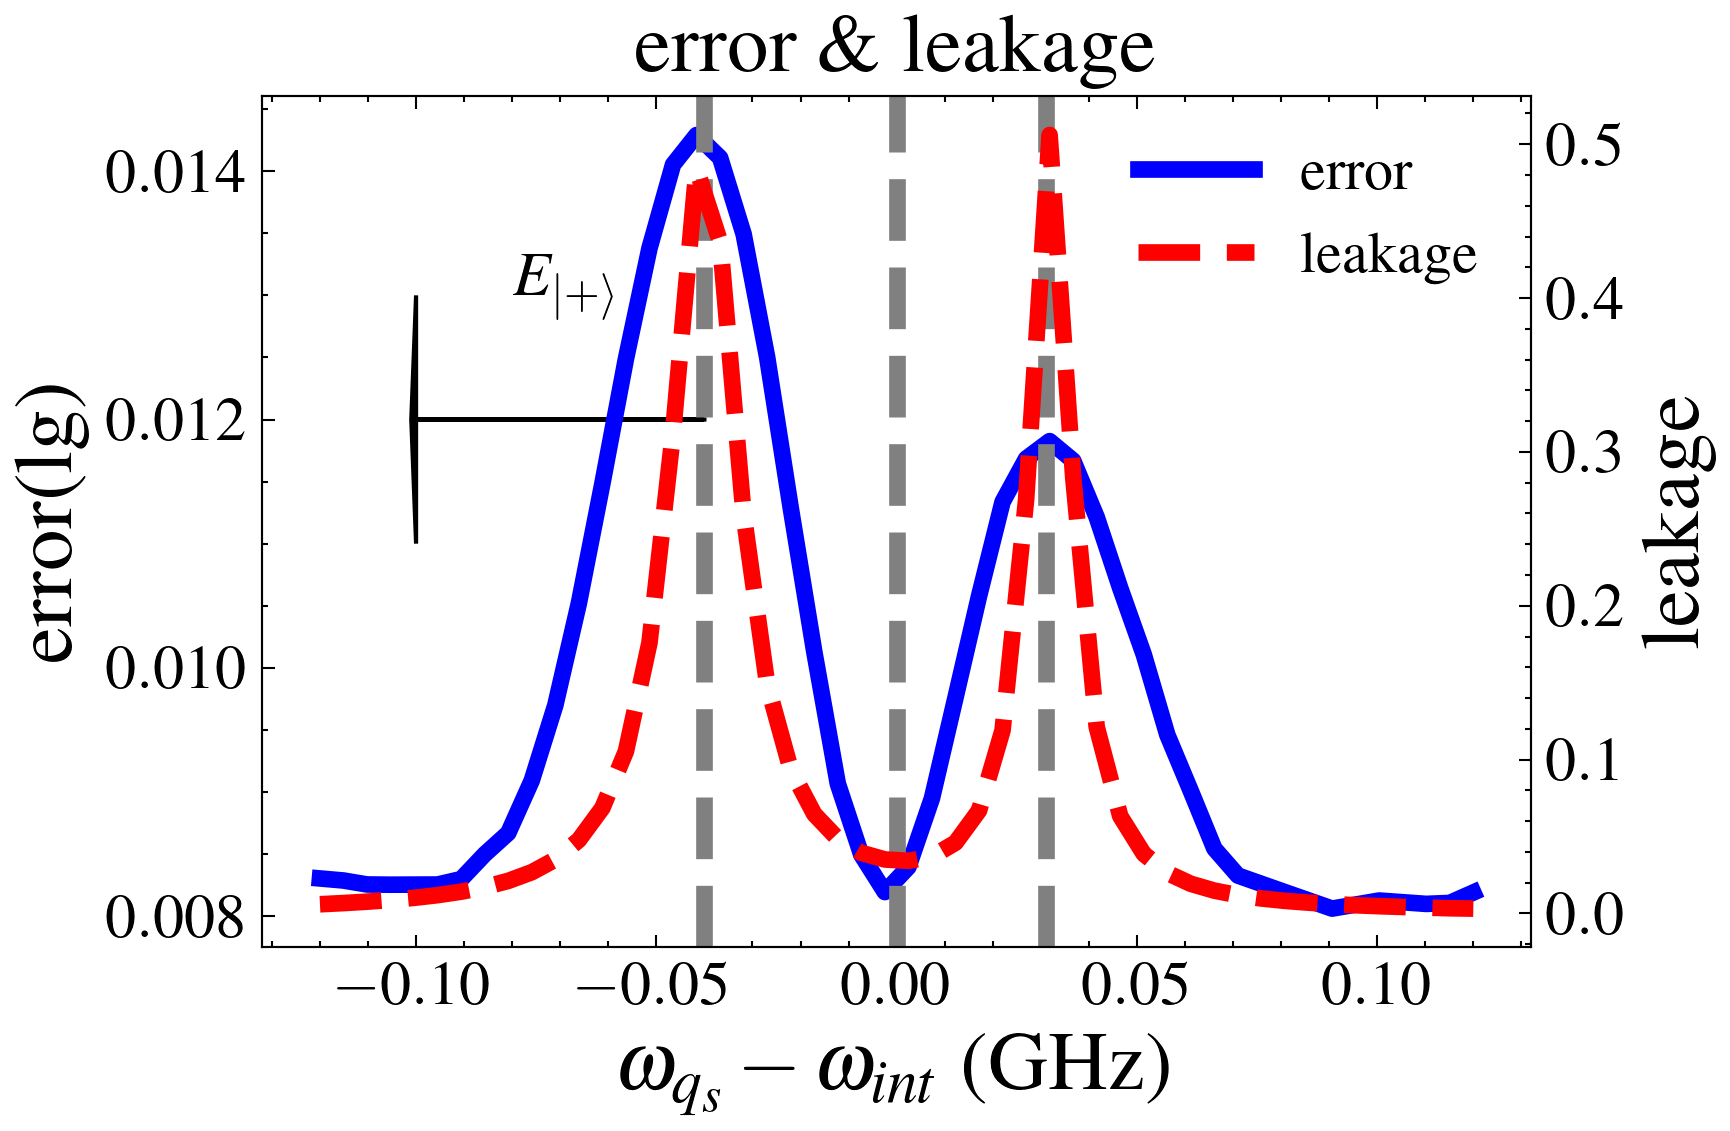 error & leakage
error
leakage
E|+⟩
0.014
0.012
0.010
0.008
error(lg)
0.5
0.4
0.3
0.2
0.1
0.0
leakage
−0.10 −0.05 0.00 0.05 0.10
ωqs − ωint (GHz)